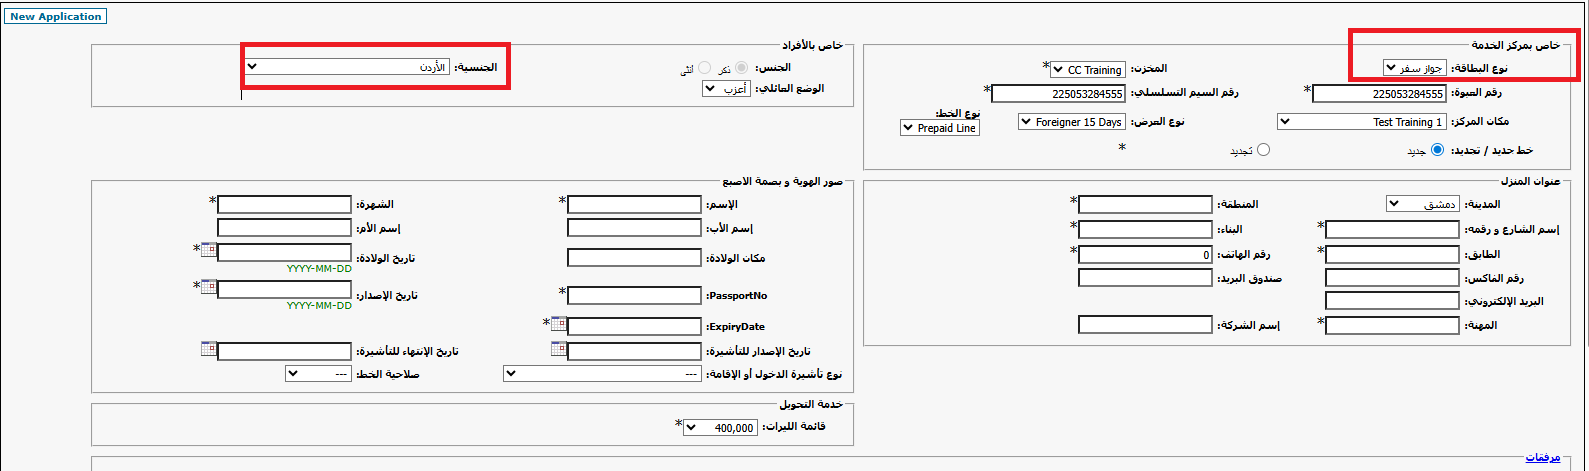 New Application
خاص بمركز الخدمة
نوع البطاقة: جواز سفر
المخزن: CC Training *
رقم العبوة: 225053284555 *
رقم السيم التسلسلي: 225053284555 *
مكان المركز: Test Training 1
نوع العرض: Foreigner 15 Days
نوع الخط: Prepaid Line
خط جديد / تجديد: جديد تجديد *
خاص بالأفراد
الجنس: ذكر أنثى
الجنسية: الأردن
الوضع العائلي: أعزب
عنوان المنزل
المدينة: دمشق
المنطقة: *
إسم الشارع و رقمه: *
البناء: *
الطابق: *
رقم الهاتف: 0 *
رقم الفاكس:
صندوق البريد:
البريد الإلكتروني:
المهنة: *
إسم الشركة:
صور الهوية و بصمة الاصبع
الإسم: *
الشهرة: *
إسم الأب:
إسم الأم:
مكان الولادة:
تاريخ الولادة: *
YYYY-MM-DD
PassportNo: *
تاريخ الإصدار: *
YYYY-MM-DD
ExpiryDate: *
تاريخ الإصدار للتأشيرة:
تاريخ الإنتهاء للتأشيرة:
نوع تأشيرة الدخول أو الإقامة: ---
صلاحية الخط: ---
خدمة التحويل
قائمة الليرات: 400,000 *
مرفقات